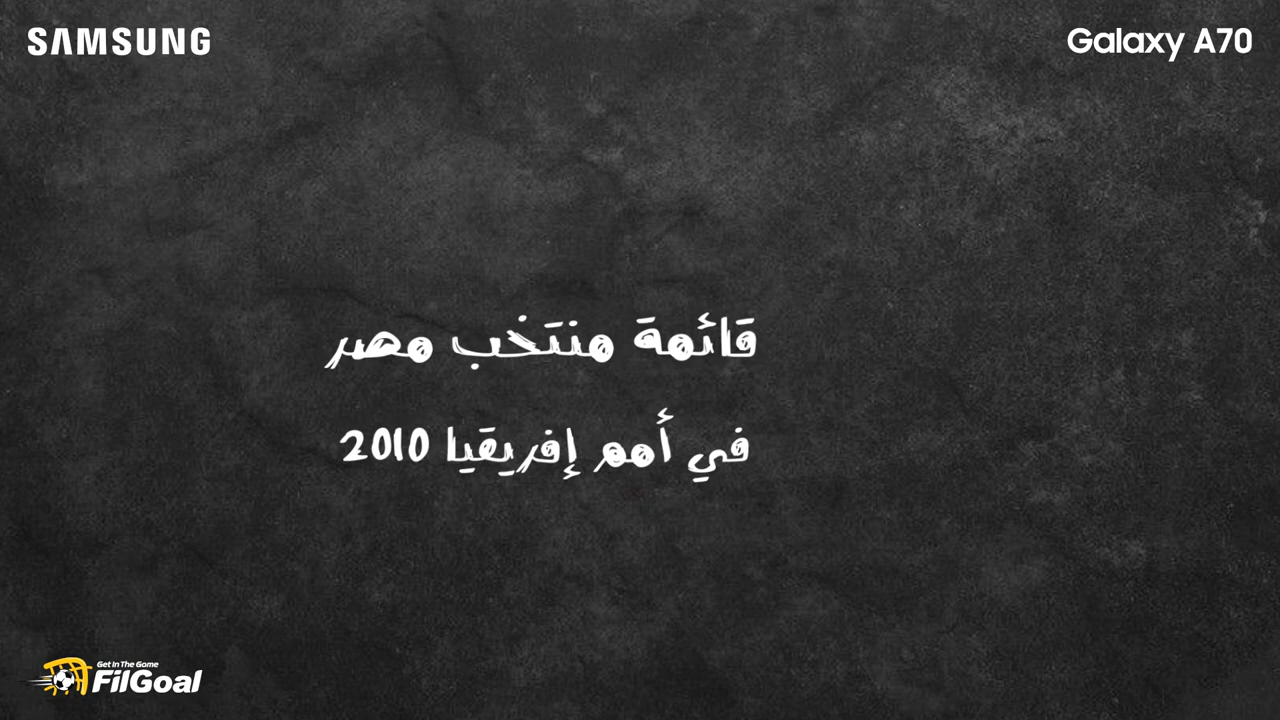 SAMSUNG
Galaxy A70
قائمة منتخب مصر
في أمم إفريقيا 2010
Get In The Game
FilGoal